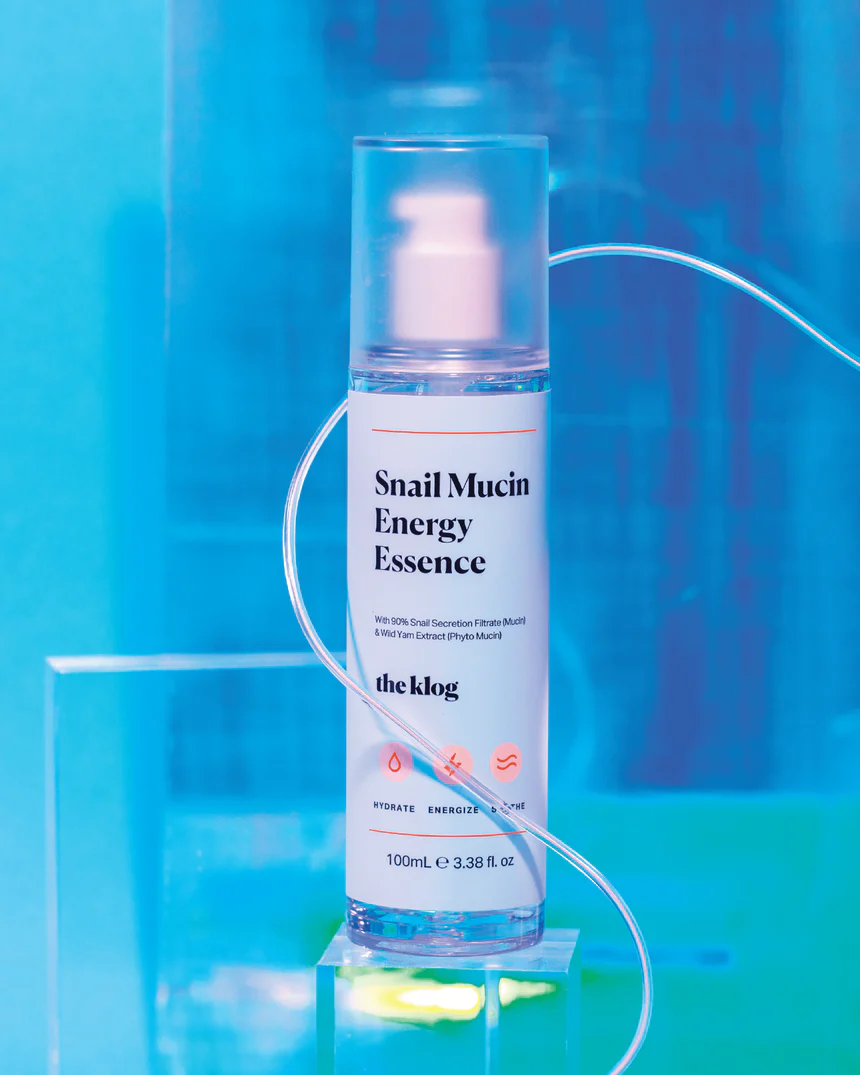 Snail Mucin
Energy
Essence
With 90% Snail Secretion Filtrate (Mucin)
& Wild Yam Extract (Phyto Mucin)
the klog
HYDRATE ENERGIZE SOOTHE
100mL ℮ 3.38 fl. oz